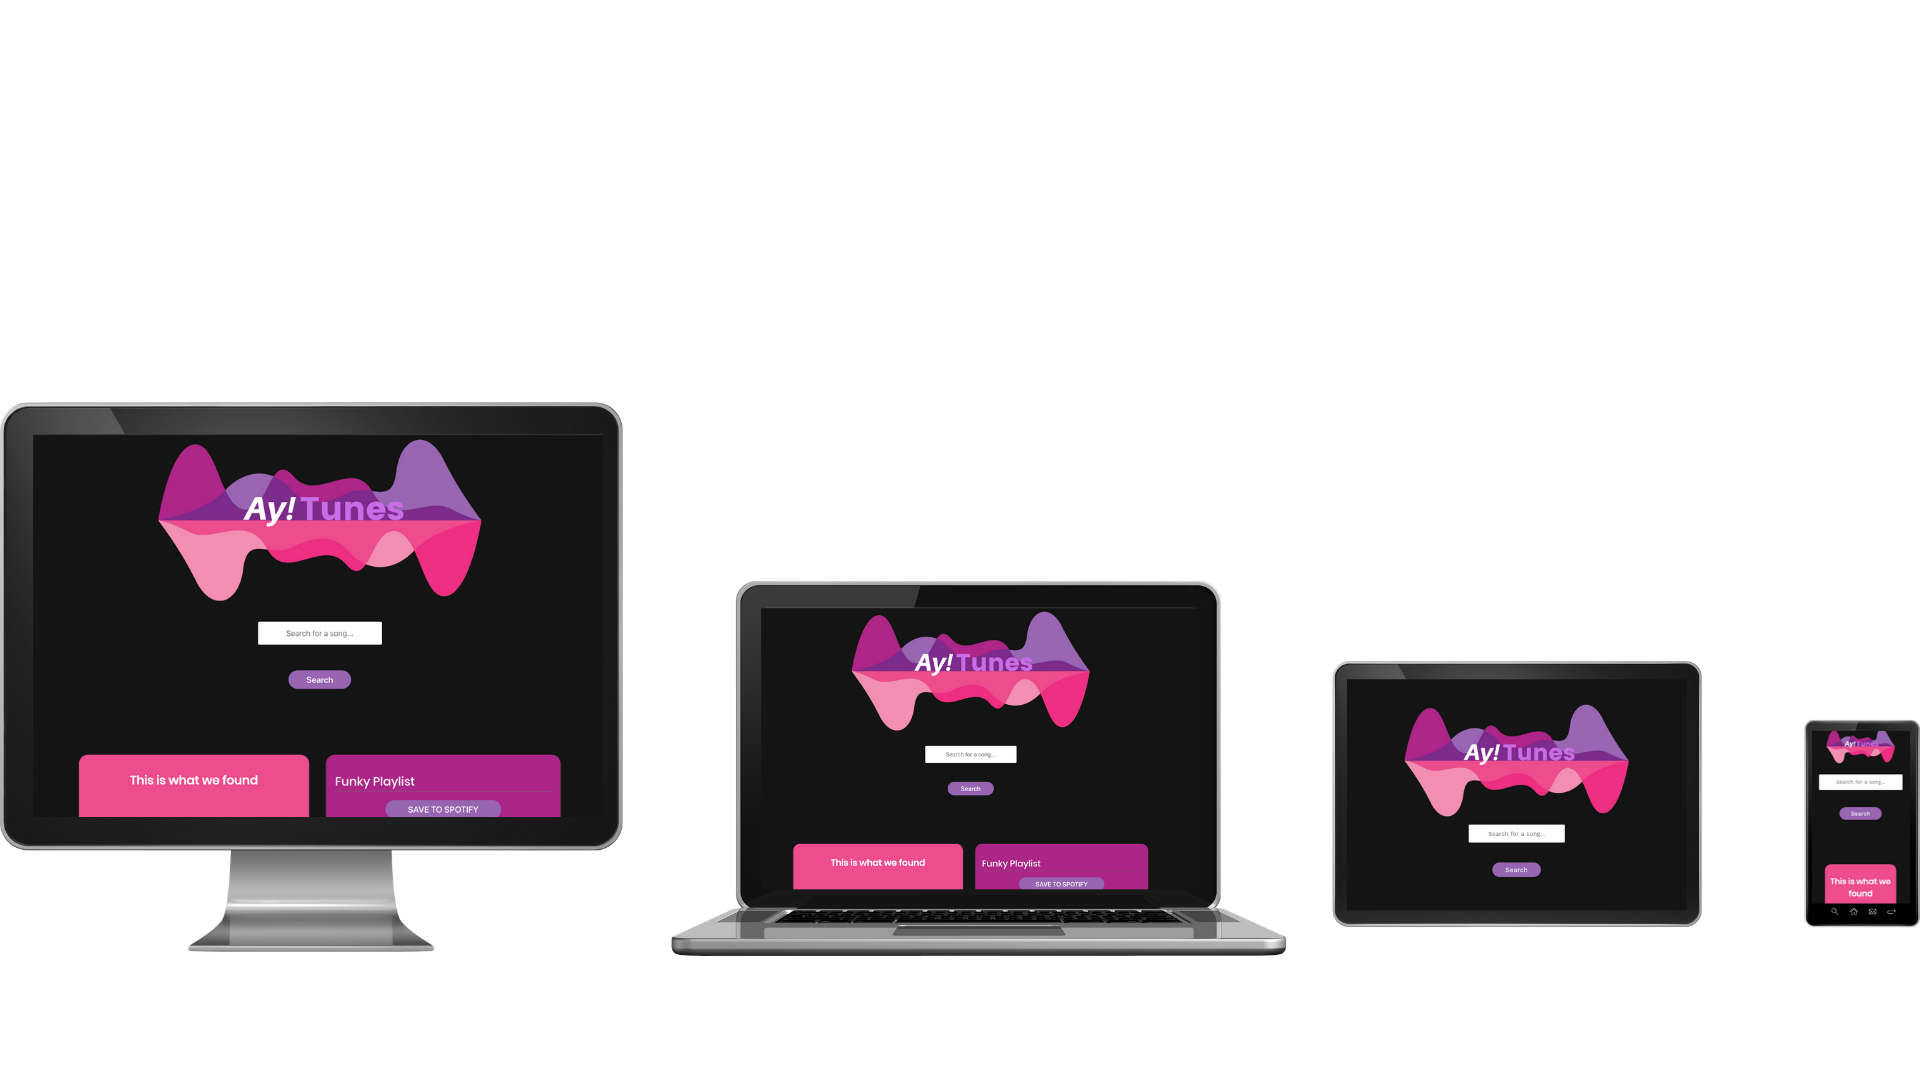 Ay! Tunes
Search for a song...
Search
This is what we found
Funky Playlist
SAVE TO SPOTIFY
Ay! Tunes
Search for a song...
Search
This is what we found
Funky Playlist
SAVE TO SPOTIFY
Ay! Tunes
Search for a song...
Search
Ay! Tunes
Search for a song...
Search
This is what we
found